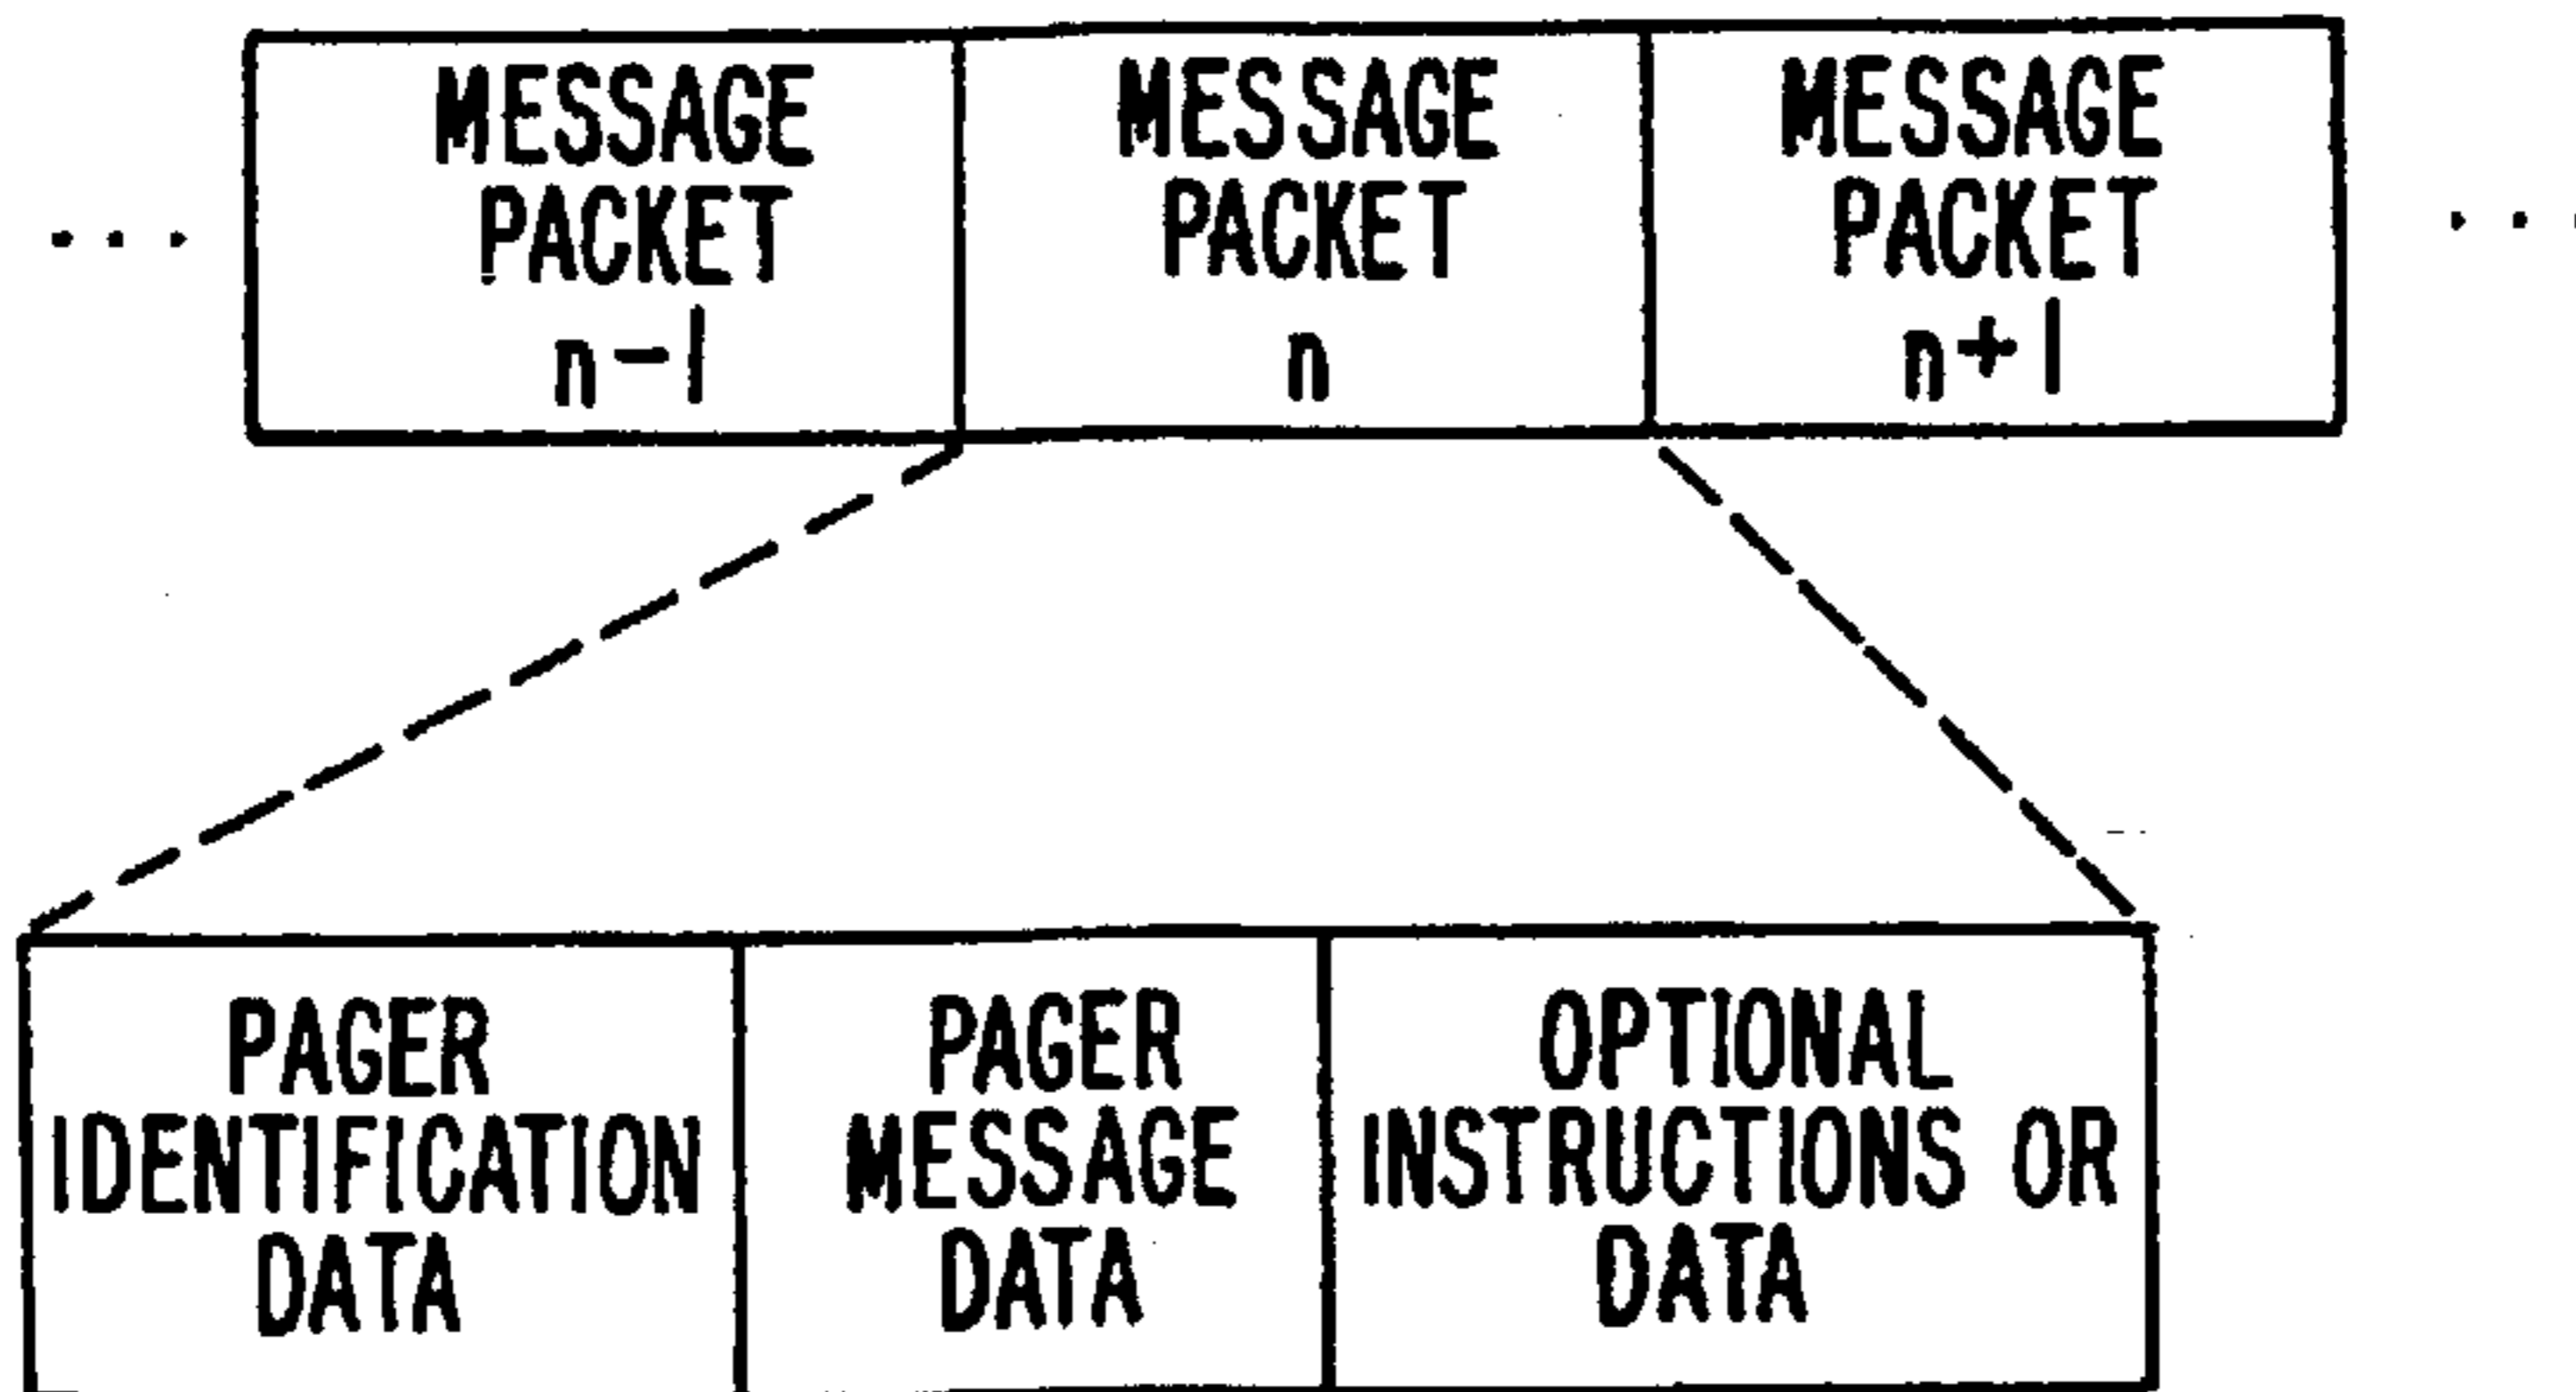 MESSAGE
PACKET
n-1
MESSAGE
PACKET
n
MESSAGE
PACKET
n+1
...
...
PAGER
IDENTIFICATION
DATA
PAGER
MESSAGE
DATA
OPTIONAL
INSTRUCTIONS OR
DATA